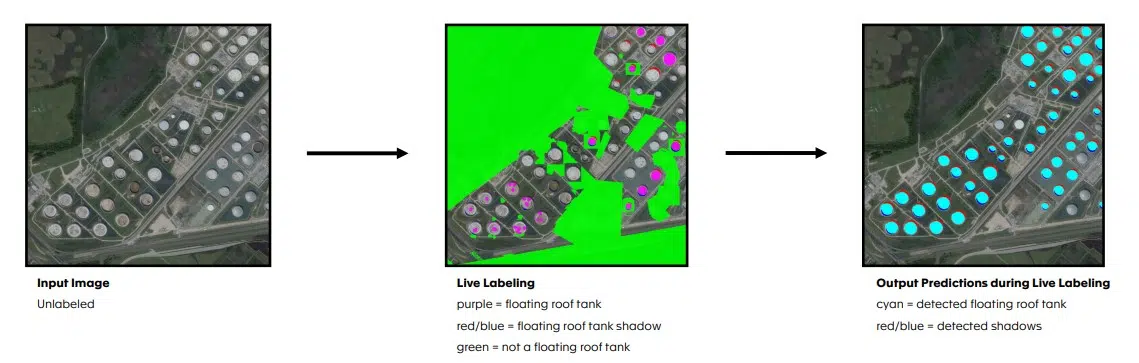 Input Image
Unlabeled
Live Labeling
purple = floating roof tank
red/blue = floating roof tank shadow
green = not a floating roof tank
Output Predictions during Live Labeling
cyan = detected floating roof tank
red/blue = detected shadows